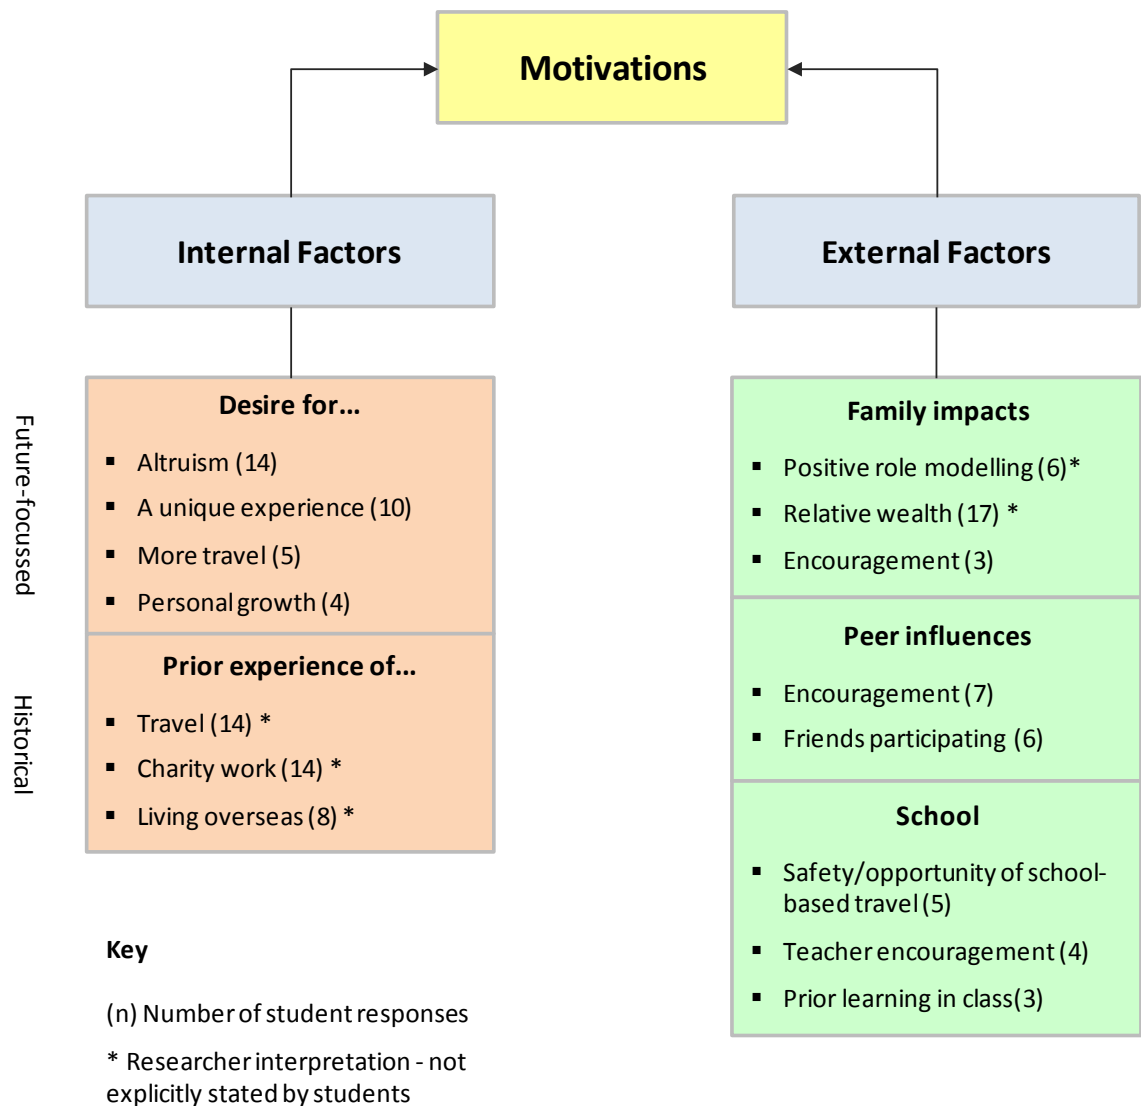 Motivations
Internal Factors
External Factors
Future-focussed
Desire for...
▪ Altruism (14)
▪ A unique experience (10)
▪ More travel (5)
▪ Personal growth (4)
Historical
Prior experience of...
▪ Travel (14) *
▪ Charity work (14) *
▪ Living overseas (8) *
Family impacts
▪ Positive role modelling (6)*
▪ Relative wealth (17) *
▪ Encouragement (3)
Peer influences
▪ Encouragement (7)
▪ Friends participating (6)
School
▪ Safety/opportunity of school-
based travel (5)
▪ Teacher encouragement (4)
▪ Prior learning in class(3)
Key
(n) Number of student responses
* Researcher interpretation - not
explicitly stated by students